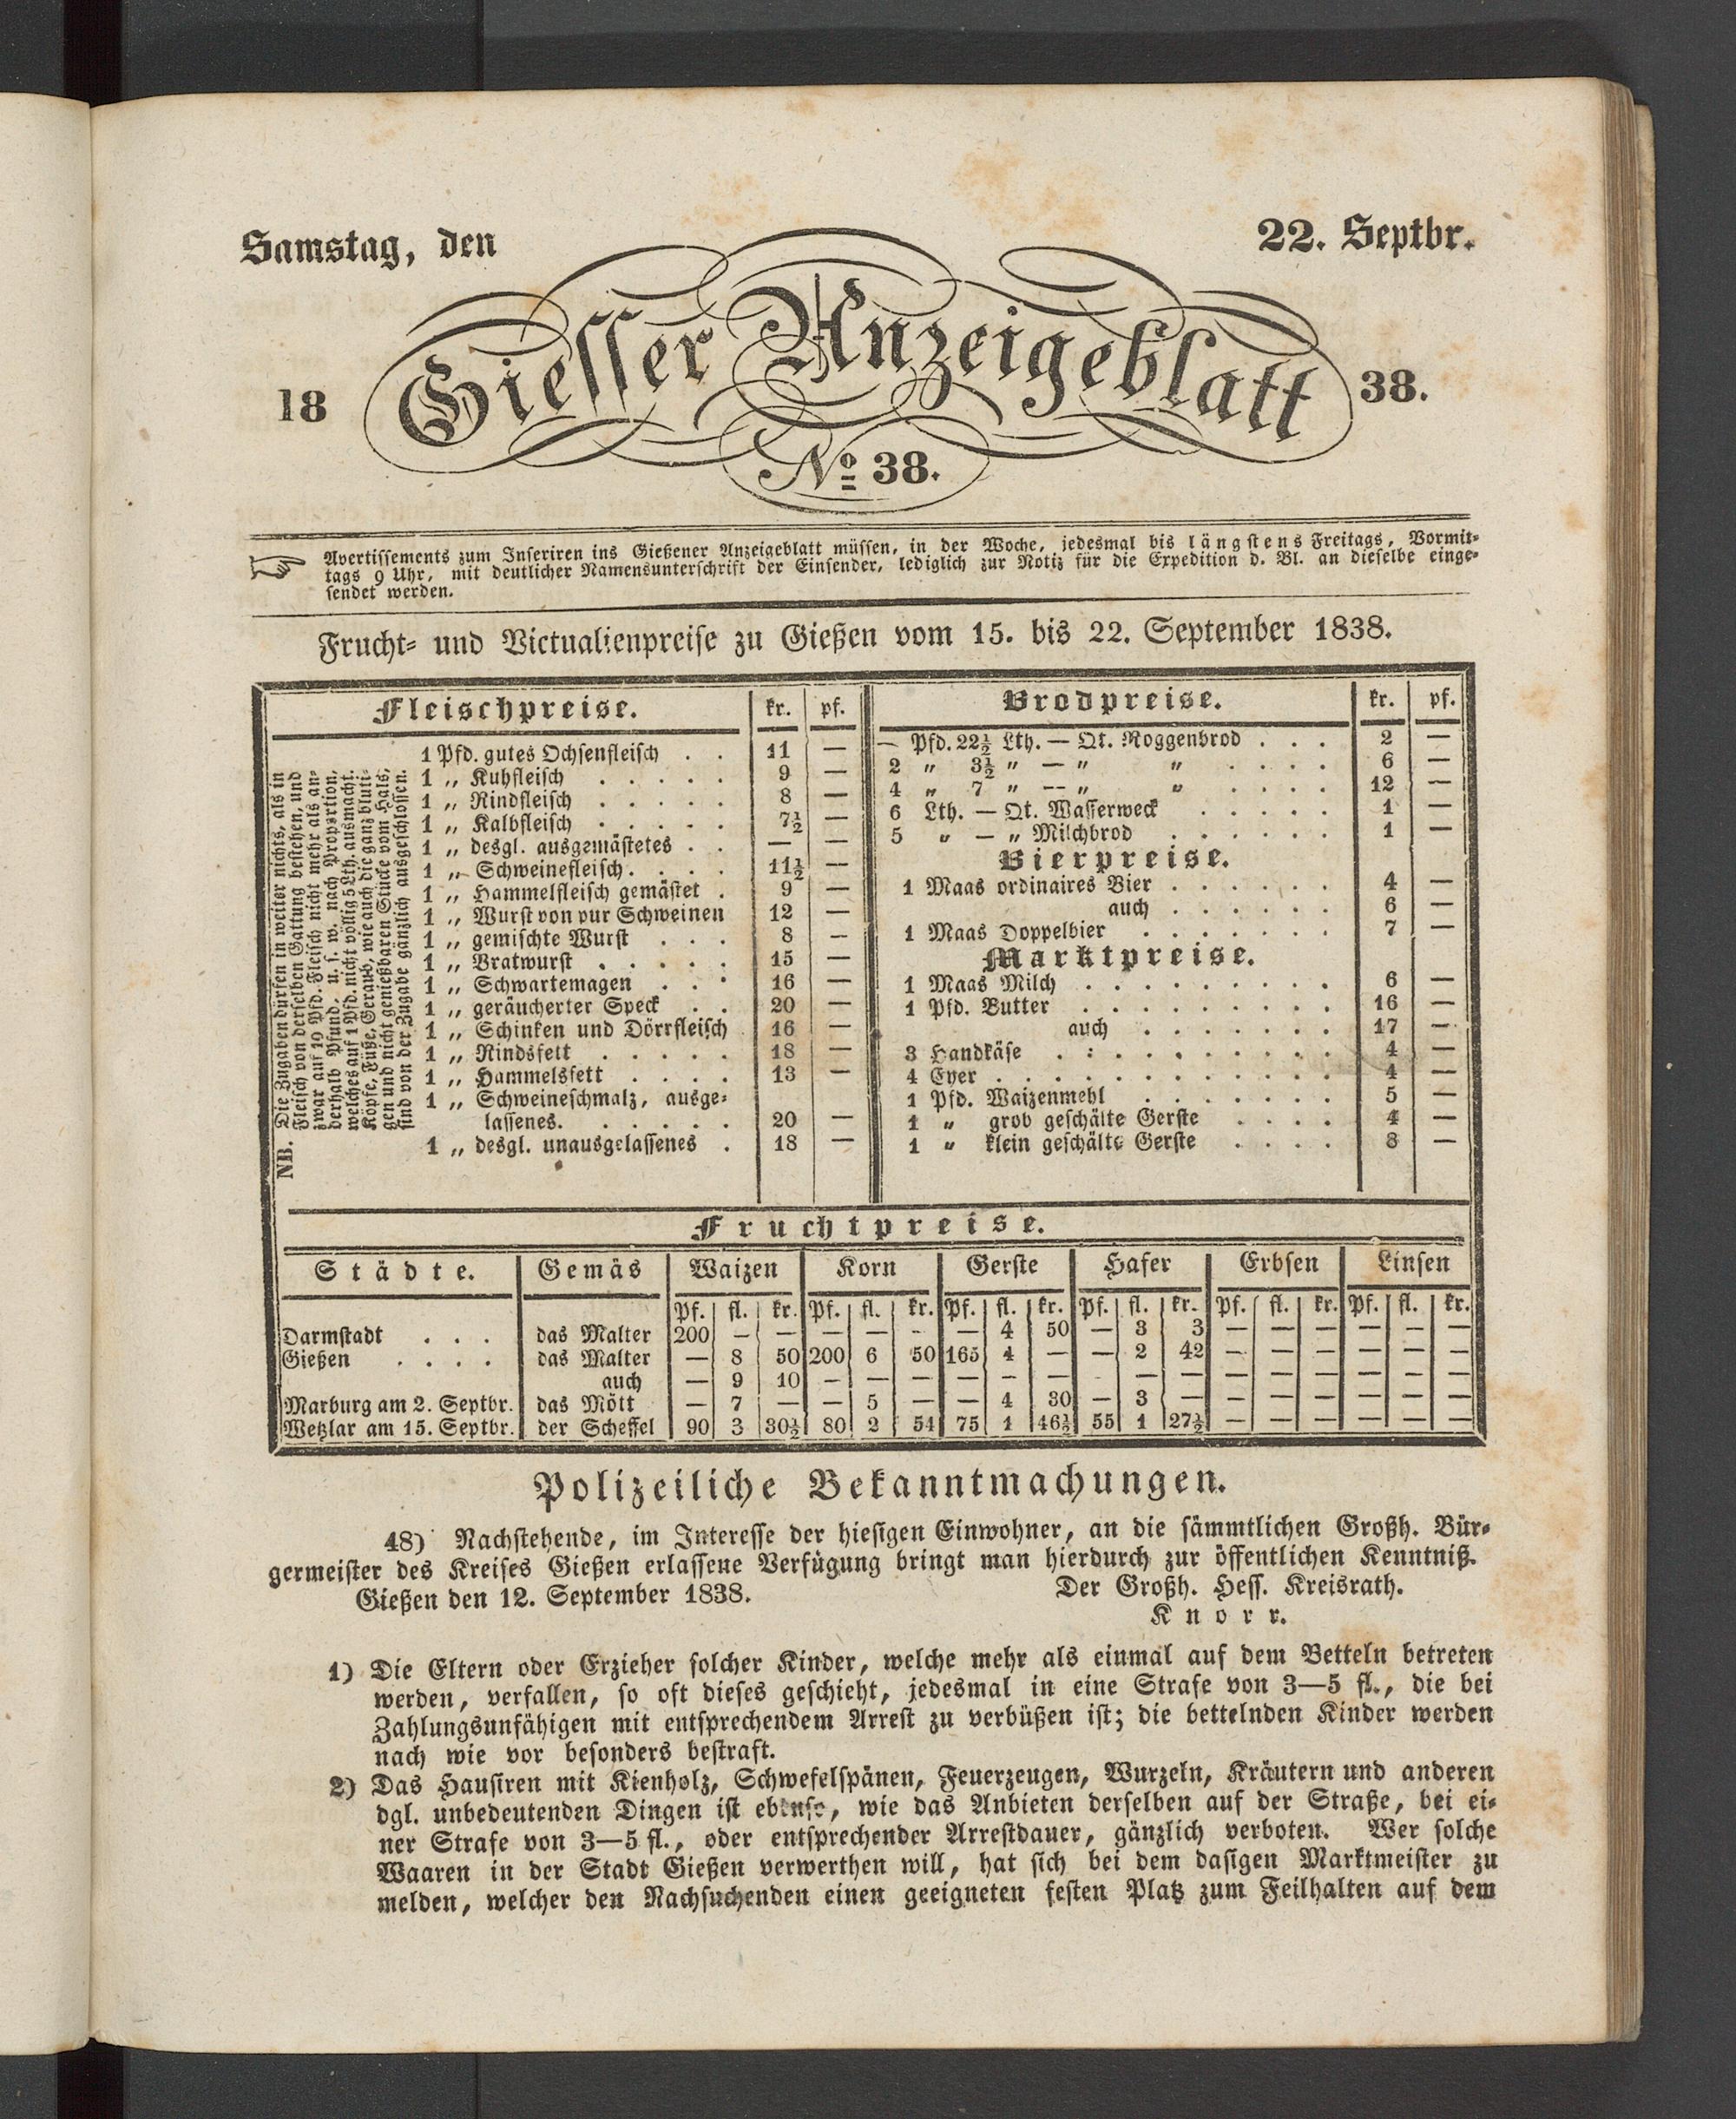 Samstag, den
22. Septbr.
18
Giesser Anzeigeblatt
38.
No 38.
☞ Avertissements zum Inseriren ins Gießener Anzeigeblatt müssen, in der Woche, jedesmal bis längstens Freitags, Vormit-
tags 9 Uhr, mit deutlicher Namensunterschrift der Einsender, lediglich zur Notiz für die Expedition d. Bl. an dieselbe einge-
sendet werden.
Frucht- und Victualienpreise zu Gießen vom 15. bis 22. September 1838.
Fleischpreise. kr. pf.
NB. Die Zugaben dürfen in weiter nichts, als in
Fleisch von derselben Gattung bestehen, und
zwar auf 10 Pfd. Fleisch nicht mehr als an-
derhalb Pfund, u. s. w. nach Proportion,
welches auf 1 Pfd. nicht völlig 5 Lth. ausmacht.
Köpfe, Füße, Geraub, wie auch die ganz bluti-
gen und nicht genießbaren Stücke vom Hals,
sind von der Zugabe gänzlich ausgeschlossen.
1 Pfd. gutes Ochsenfleisch . . 11 —
1 „ Kuhfleisch . . . . . 9 —
1 „ Rindfleisch . . . . . 8 —
1 „ Kalbfleisch . . . . . 7½ —
1 „ desgl. ausgemästetes . . — —
1 „ Schweinefleisch. . . . 11½ —
1 „ Hammelfleisch gemästet . 9 —
1 „ Wurst von pur Schweinen 12 —
1 „ gemischte Wurst . . . 8 —
1 „ Bratwurst . . . . . 15 —
1 „ Schwartemagen . . . 16 —
1 „ geräucherter Speck . . 20 —
1 „ Schinken und Dörrfleisch 16 —
1 „ Rindsfett . . . . . 18 —
1 „ Hammelsfett . . . . 13 —
1 „ Schweineschmalz, ausge-
lassenes. . . . . . 20 —
1 „ desgl. unausgelassenes . 18 —
Brodpreise. kr. pf.
— Pfd. 22½ Lth. — Qt. Roggenbrod . . . 2 —
2 „ 3½ „ — „ „ . . . . 6 —
4 „ 7 „ — „ „ . . . . 12 —
6 Lth. — Qt. Wasserweck . . . . . 1 —
5 „ — „ Milchbrod . . . . . . 1 —
Bierpreise.
1 Maas ordinaires Bier . . . . . . 4 —
auch . . . . . . 6 —
1 Maas Doppelbier . . . . . . . 7 —
Marktpreise.
1 Maas Milch . . . . . . . . . 6 —
1 Pfd. Butter . . . . . . . . . 16 —
auch . . . . . . . 17 —
3 Handkäse . . . . . . . . . . 4 —
4 Eyer . . . . . . . . . . . . 4 —
1 Pfd. Waizenmehl . . . . . . . 5 —
1 „ grob geschälte Gerste . . . . 4 —
1 „ klein geschälte Gerste . . . . 8 —
Fruchtpreise.
Städte. Gemäs Waizen Korn Gerste Hafer Erbsen Linsen
Pf. fl. kr. Pf. fl. kr. Pf. fl. kr. Pf. fl. kr. Pf. fl. kr. Pf. fl. kr.
Darmstadt . . . das Malter 200 — — — — — — 4 50 — 3 3 — — — — — —
Gießen . . . . das Malter — 8 50 200 6 50 165 4 — — 2 42 — — — — — —
auch — 9 10 — — — — — — — — — — — — — — —
Marburg am 2. Septbr. das Mött — 7 — — 5 — — 4 30 — 3 — — — — — — —
Wetzlar am 15. Septbr. der Scheffel 90 3 30½ 80 2 54 75 1 46½ 55 1 27½ — — — — — —
Polizeiliche Bekanntmachungen.
48) Nachstehende, im Interesse der hiesigen Einwohner, an die sämmtlichen Großh. Bür-
germeister des Kreises Gießen erlassene Verfügung bringt man hierdurch zur öffentlichen Kenntniß.
Gießen den 12. September 1838. Der Großh. Hess. Kreisrath.
Knorr.
1) Die Eltern oder Erzieher solcher Kinder, welche mehr als einmal auf dem Betteln betreten
werden, verfallen, so oft dieses geschieht, jedesmal in eine Strafe von 3—5 fl., die bei
Zahlungsunfähigen mit entsprechendem Arrest zu verbüßen ist; die bettelnden Kinder werden
nach wie vor besonders bestraft.
2) Das Hausiren mit Kienholz, Schwefelspänen, Feuerzeugen, Wurzeln, Kräutern und anderen
dgl. unbedeutenden Dingen ist ebenso, wie das Anbieten derselben auf der Straße, bei ei-
ner Strafe von 3—5 fl., oder entsprechender Arrestdauer, gänzlich verboten. Wer solche
Waaren in der Stadt Gießen verwerthen will, hat sich bei dem dasigen Marktmeister zu
melden, welcher den Nachsuchenden einen geeigneten festen Platz zum Feilhalten auf dem